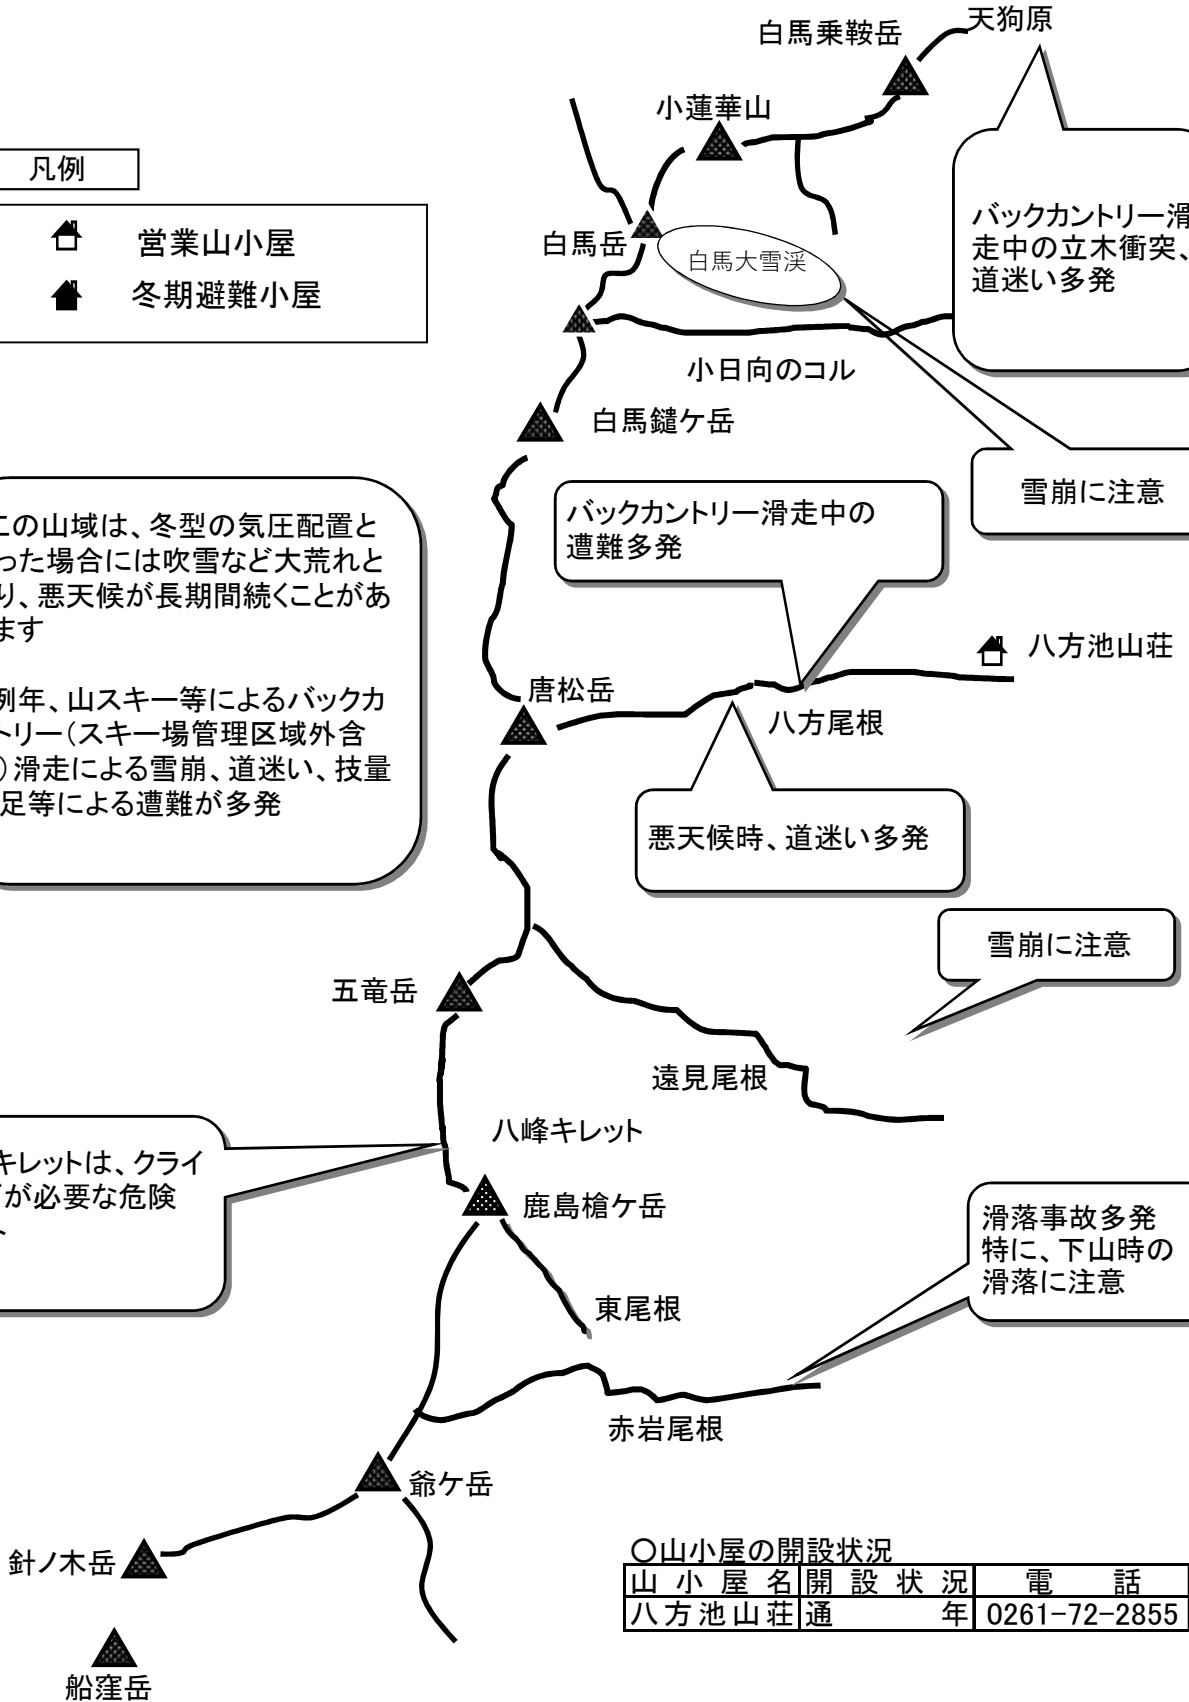 天狗原
白馬乗鞍岳
小蓮華山
凡例
営業山小屋
冬期避難小屋
バックカントリー滑
走中の立木衝突、
道迷い多発
白馬岳
白馬大雪渓
小日向のコル
白馬鑓ケ岳
雪崩に注意
バックカントリー滑走中の
遭難多発
の山域は、冬型の気圧配置と
った場合には吹雪など大荒れと
り、悪天候が長期間続くことがあ
ます
例年、山スキー等によるバックカ
トリー（スキー場管理区域外含
）滑走による雪崩、道迷い、技量
足等による遭難が多発
八方池山荘
唐松岳
八方尾根
悪天候時、道迷い多発
雪崩に注意
五竜岳
遠見尾根
八峰キレット
キレットは、クライ
が必要な危険
鹿島槍ケ岳
滑落事故多発
特に、下山時の
滑落に注意
東尾根
赤岩尾根
爺ケ岳
針ノ木岳
船窪岳
○山小屋の開設状況
山小屋名 開設状況 電話
八方池山荘 通年 0261-72-2855